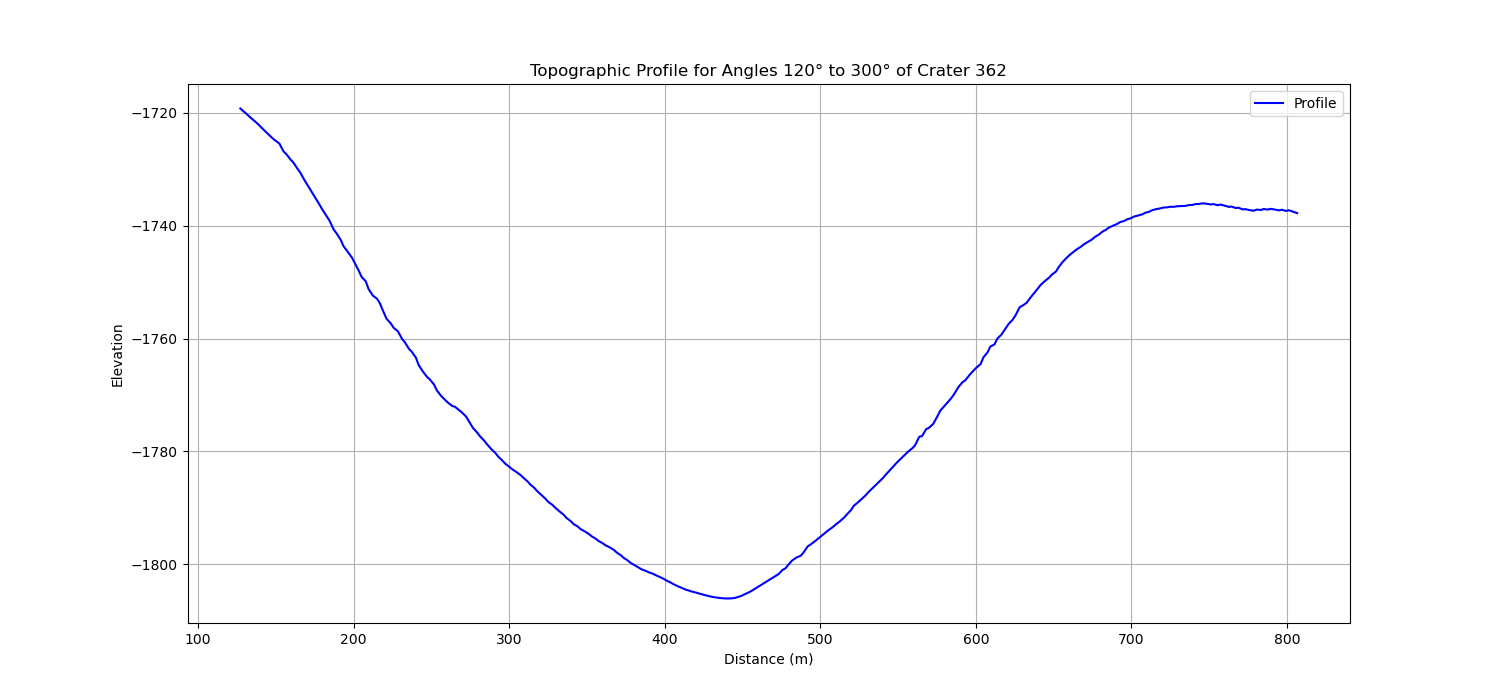 Topographic Profile for Angles 120° to 300° of Crater 362
Profile
−1720
−1740
−1760
−1780
−1800
Elevation
100 200 300 400 500 600 700 800
Distance (m)